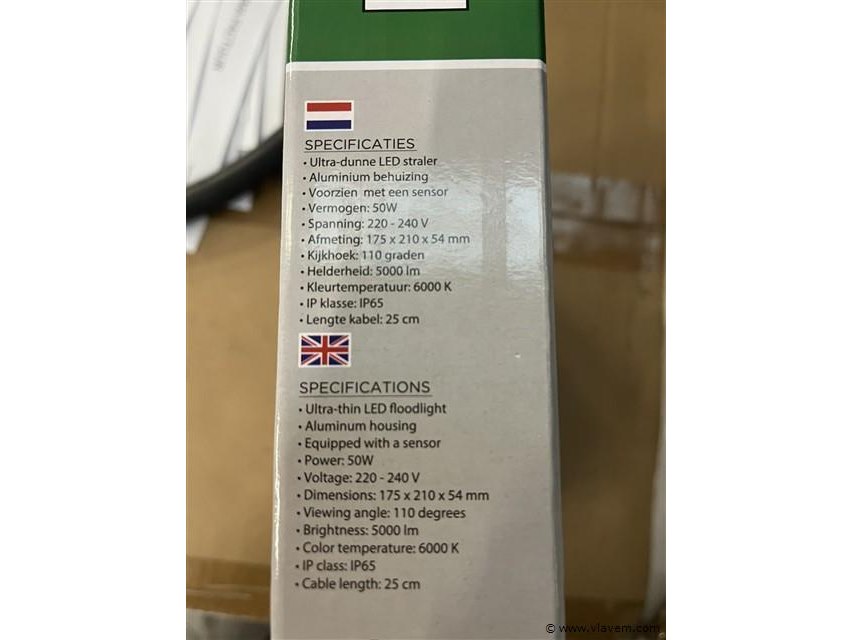 SPECIFICATIES
• Ultra-dunne LED straler
• Aluminium behuizing
• Voorzien met een sensor
• Vermogen: 50W
• Spanning: 220 - 240 V
• Afmeting: 175 x 210 x 54 mm
• Kijkhoek: 110 graden
• Helderheid: 5000 lm
• Kleurtemperatuur: 6000 K
• IP klasse: IP65
• Lengte kabel: 25 cm
SPECIFICATIONS
• Ultra-thin LED floodlight
• Aluminum housing
• Equipped with a sensor
• Power: 50W
• Voltage: 220 - 240 V
• Dimensions: 175 x 210 x 54 mm
• Viewing angle: 110 degrees
• Brightness: 5000 lm
• Color temperature: 6000 K
• IP class: IP65
• Cable length: 25 cm
© www.vlavem.com